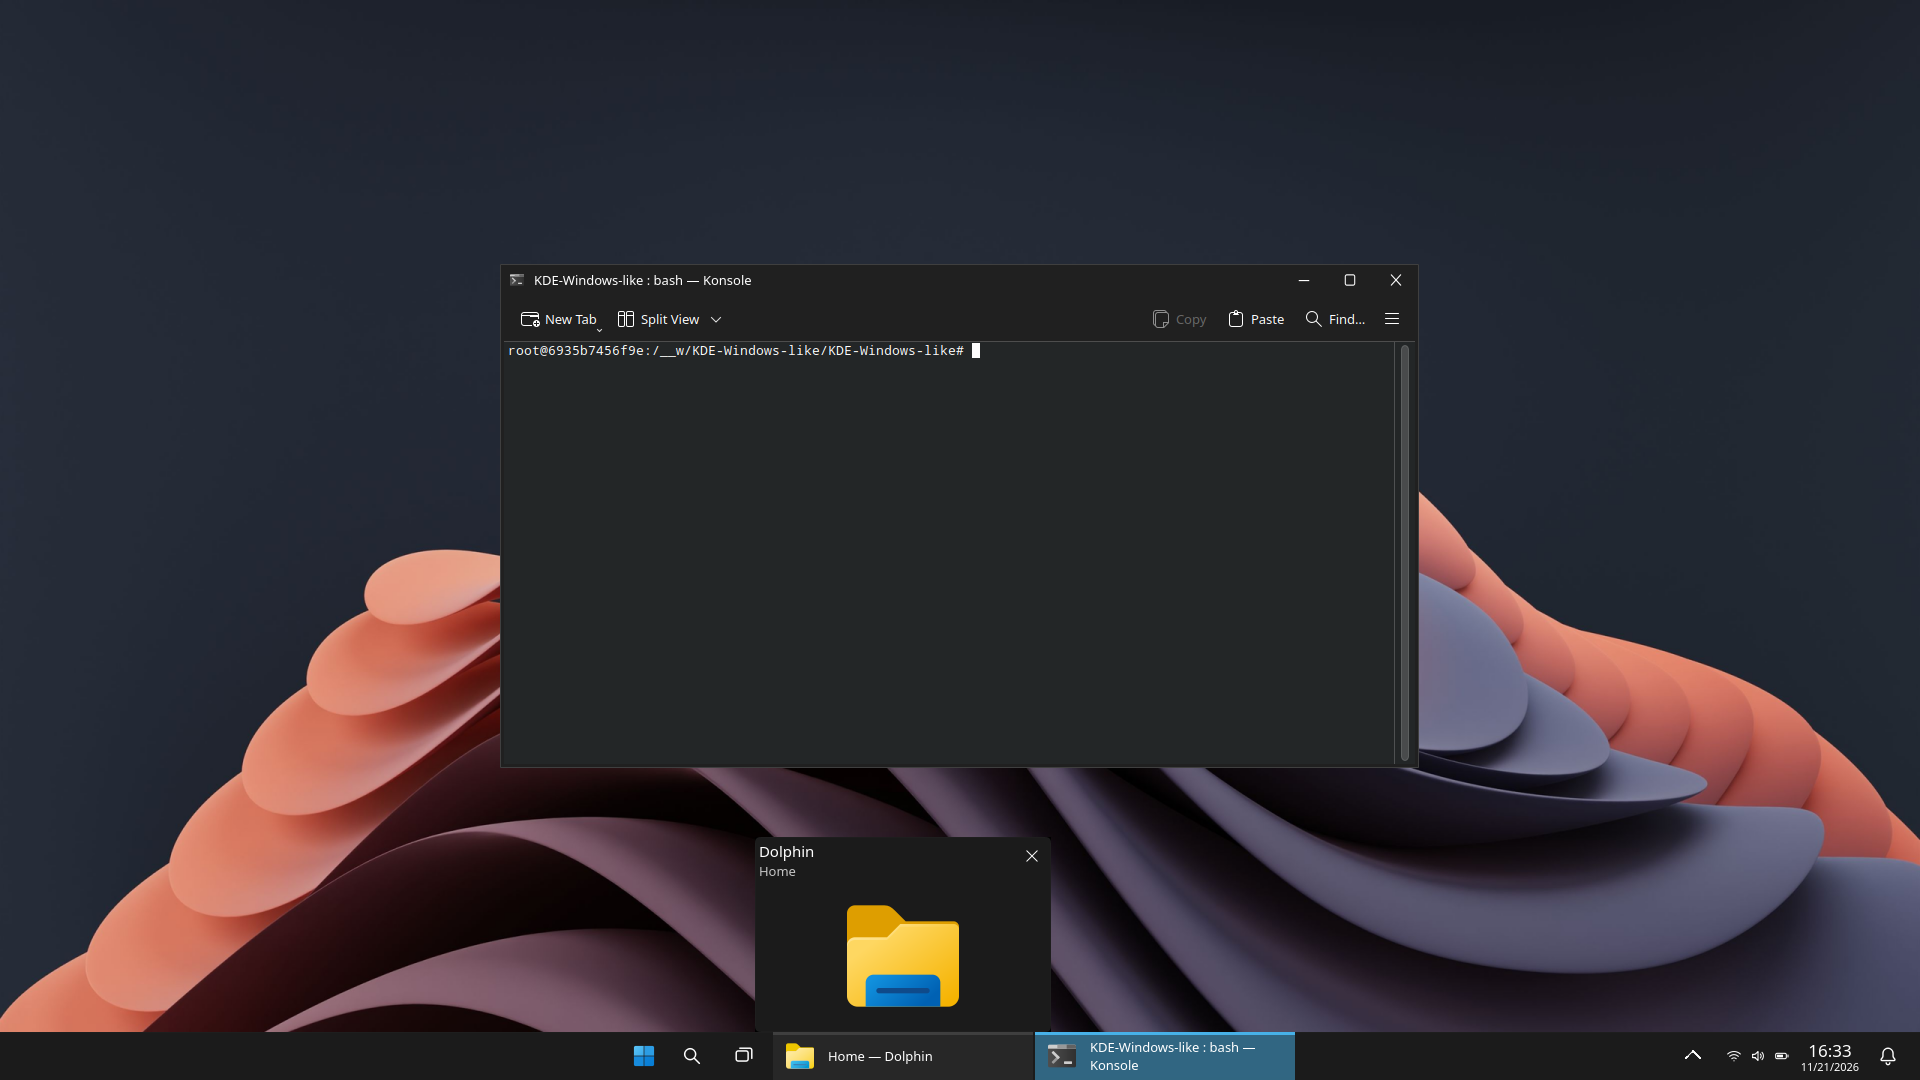 KDE-Windows-like : bash — Konsole
New Tab
Split View
Copy
Paste
Find...
root@6935b7456f9e:/__w/KDE-Windows-like/KDE-Windows-like#
Dolphin
Home
Home — Dolphin
KDE-Windows-like : bash —
Konsole
16:33
11/21/2026